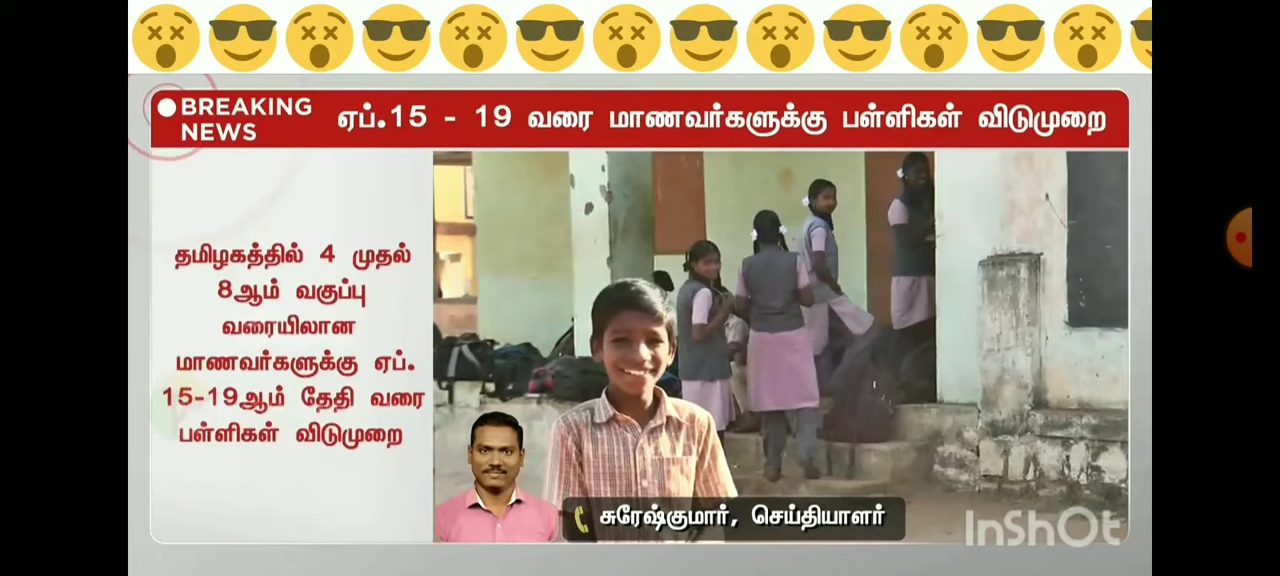 BREAKING NEWS
ஏப்.15 - 19 வரை மாணவர்களுக்கு பள்ளிகள் விடுமுறை
தமிழகத்தில் 4 முதல்
8ஆம் வகுப்பு
வரையிலான
மாணவர்களுக்கு ஏப்.
15-19ஆம் தேதி வரை
பள்ளிகள் விடுமுறை
சுரேஷ்குமார், செய்தியாளர்
InShOt